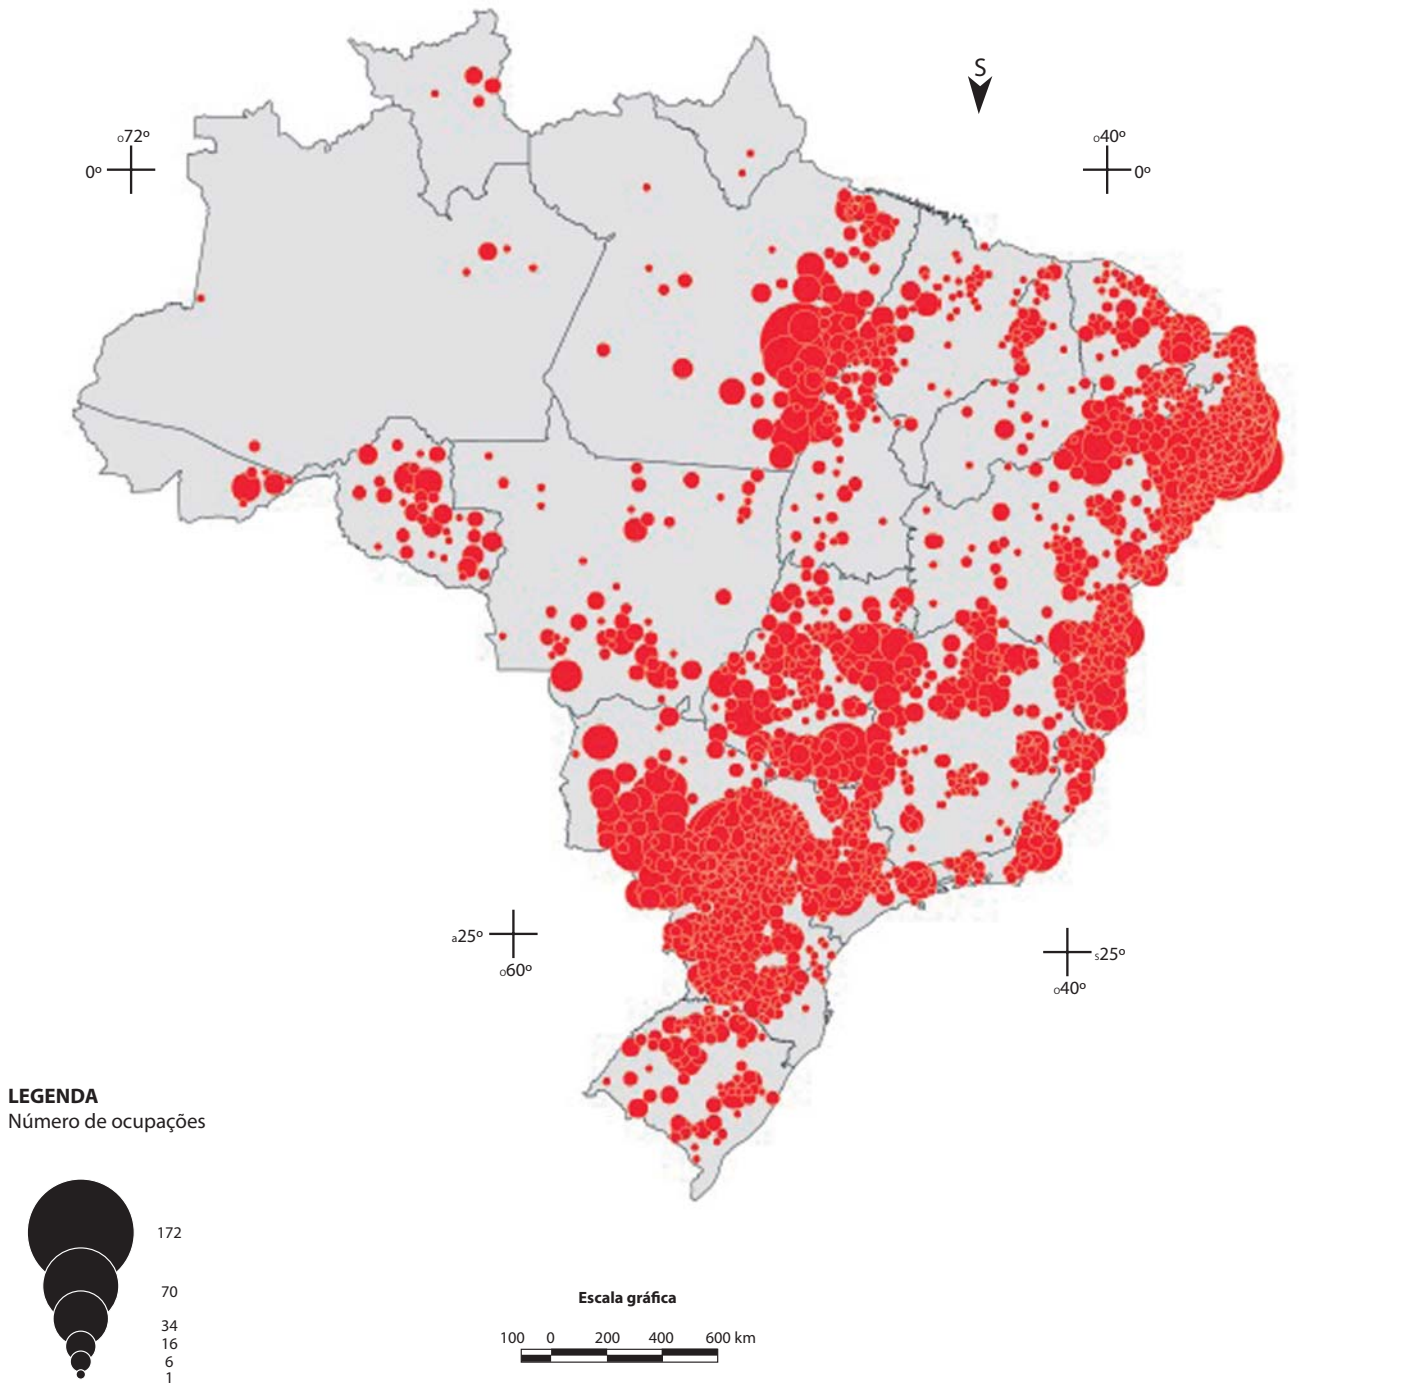 S
o72º
0º
o40º
0º
a25º
o60º
s25º
o40º
LEGENDA
Número de ocupações
172
70
34
16
6
1
Escala gráfica
100 0 200 400 600 km